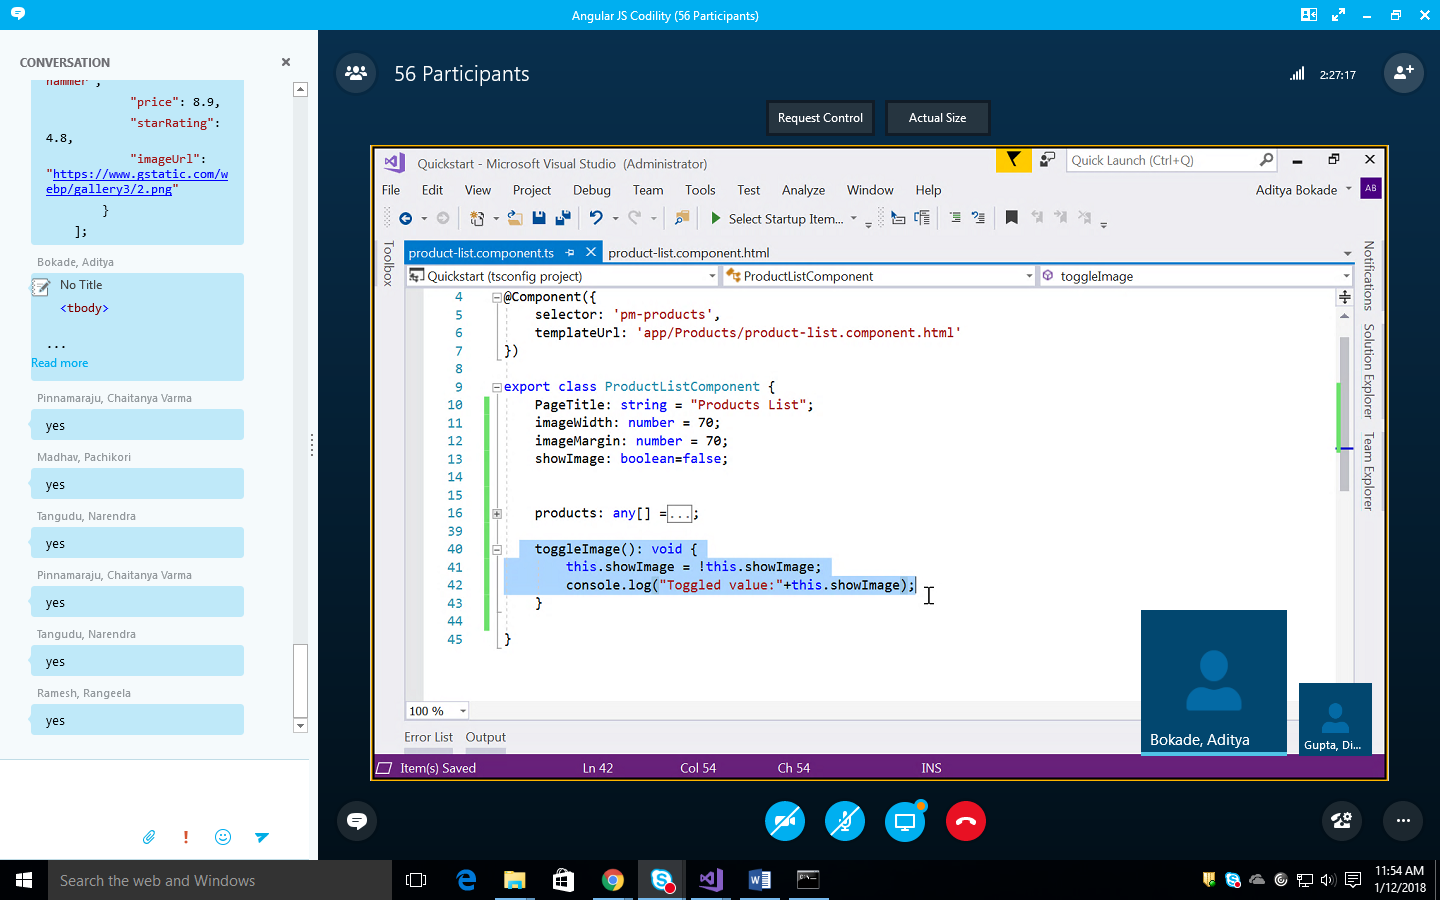 Angular JS Codility (56 Participants)
CONVERSATION
hammer",
"price": 8.9,
"starRating":
4.8,
"imageUrl":
"https://www.gstatic.com/w
ebp/gallery3/2.png"
}
];
Bokade, Aditya
No Title
<tbody>
...
Read more
Pinnamaraju, Chaitanya Varma
yes
Madhav, Pachikori
yes
Tangudu, Narendra
yes
Pinnamaraju, Chaitanya Varma
yes
Tangudu, Narendra
yes
Ramesh, Rangeela
yes
56 Participants
2:27:17
Request Control
Actual Size
Quickstart - Microsoft Visual Studio (Administrator)
Quick Launch (Ctrl+Q)
File Edit View Project Debug Team Tools Test Analyze Window Help
Aditya Bokade
AB
Select Startup Item...
Toolbox
product-list.component.ts
product-list.component.html
Quickstart (tsconfig project)
ProductListComponent
toggleImage
4 @Component({
5 selector: 'pm-products',
6 templateUrl: 'app/Products/product-list.component.html'
7 })
8
9 export class ProductListComponent {
10 PageTitle: string = "Products List";
11 imageWidth: number = 70;
12 imageMargin: number = 70;
13 showImage: boolean=false;
14
15
16 products: any[] =...;
39
40 toggleImage(): void {
41 this.showImage = !this.showImage;
42 console.log("Toggled value:"+this.showImage);
43 }
44
45 }
Notifications
Solution Explorer
Team Explorer
100 %
Error List
Output
Item(s) Saved
Ln 42
Col 54
Ch 54
INS
Bokade, Aditya
Gupta, Di...
Search the web and Windows
11:54 AM
1/12/2018